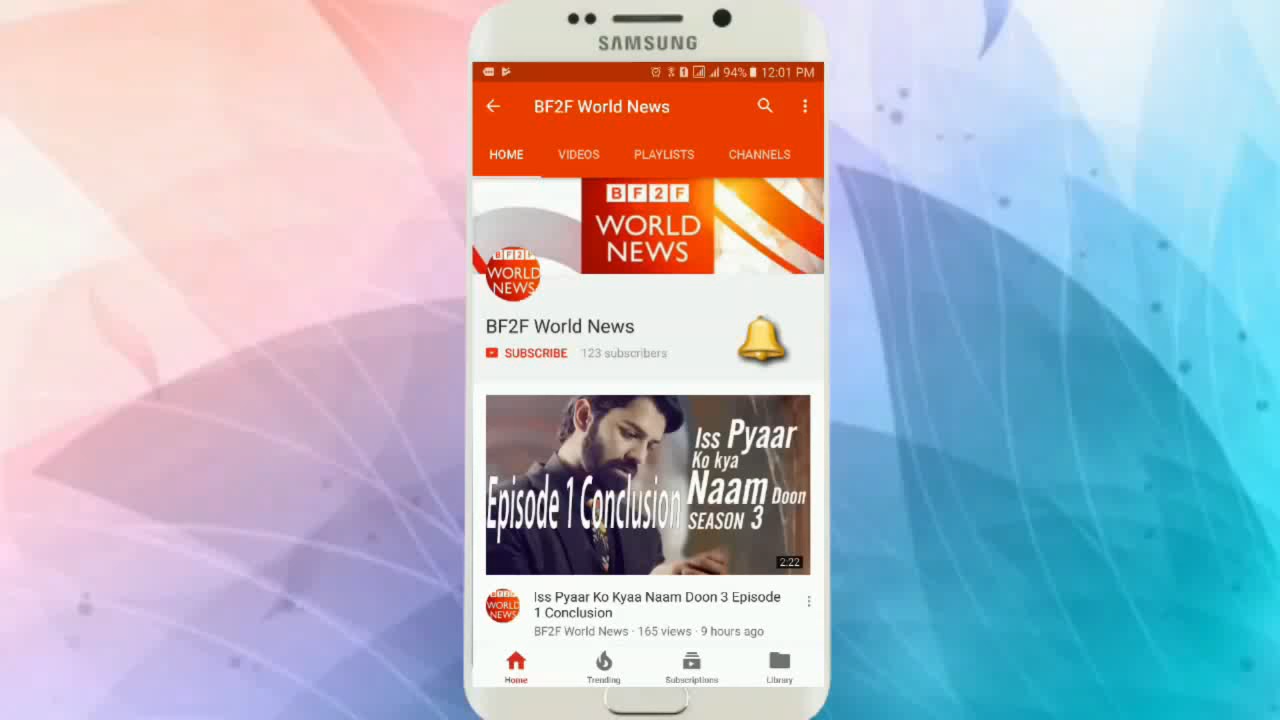 SAMSUNG
94% 12:01 PM
BF2F World News
HOME VIDEOS PLAYLISTS CHANNELS
BF2F
WORLD
NEWS
BF2F
WORLD
NEWS
BF2F World News
SUBSCRIBE 123 subscribers
Iss Pyaar
Ko kya
Naam Doon
SEASON 3
Episode 1 Conclusion
2:22
BF2F
WORLD
NEWS
Iss Pyaar Ko Kyaa Naam Doon 3 Episode
1 Conclusion
BF2F World News · 165 views · 9 hours ago
Home Trending Subscriptions Library